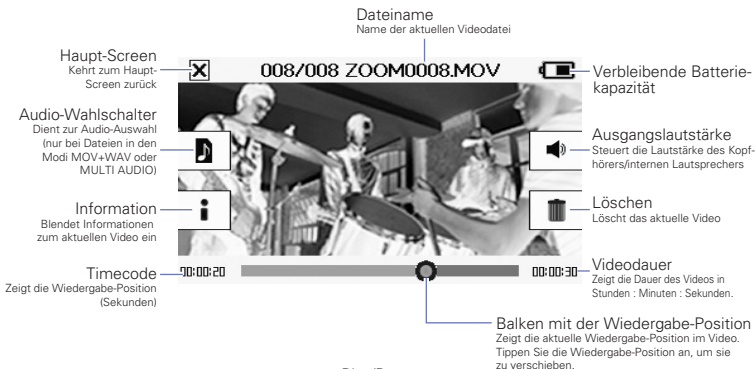 Dateiname
Name der aktuellen Videodatei
Haupt-Screen
Kehrt zum Haupt-
Screen zurück
008/008 ZOOM0008.MOV
Verbleibende Batterie-
kapazität
Audio-Wahlschalter
Dient zur Audio-Auswahl
(nur bei Dateien in den
Modi MOV+WAV oder
MULTI AUDIO)
Ausgangslautstärke
Steuert die Lautstärke des Kopf-
hörers/internen Lautsprechers
Information
Blendet Informationen
zum aktuellen Video ein
Löschen
Löscht das aktuelle Video
Timecode
Zeigt die Wiedergabe-Position
(Sekunden)
00:00:20
00:00:30
Videodauer
Zeigt die Dauer des Videos in
Stunden : Minuten : Sekunden.
Balken mit der Wiedergabe-Position
Zeigt die aktuelle Wiedergabe-Position im Video.
Tippen Sie die Wiedergabe-Position an, um sie
zu verschieben.